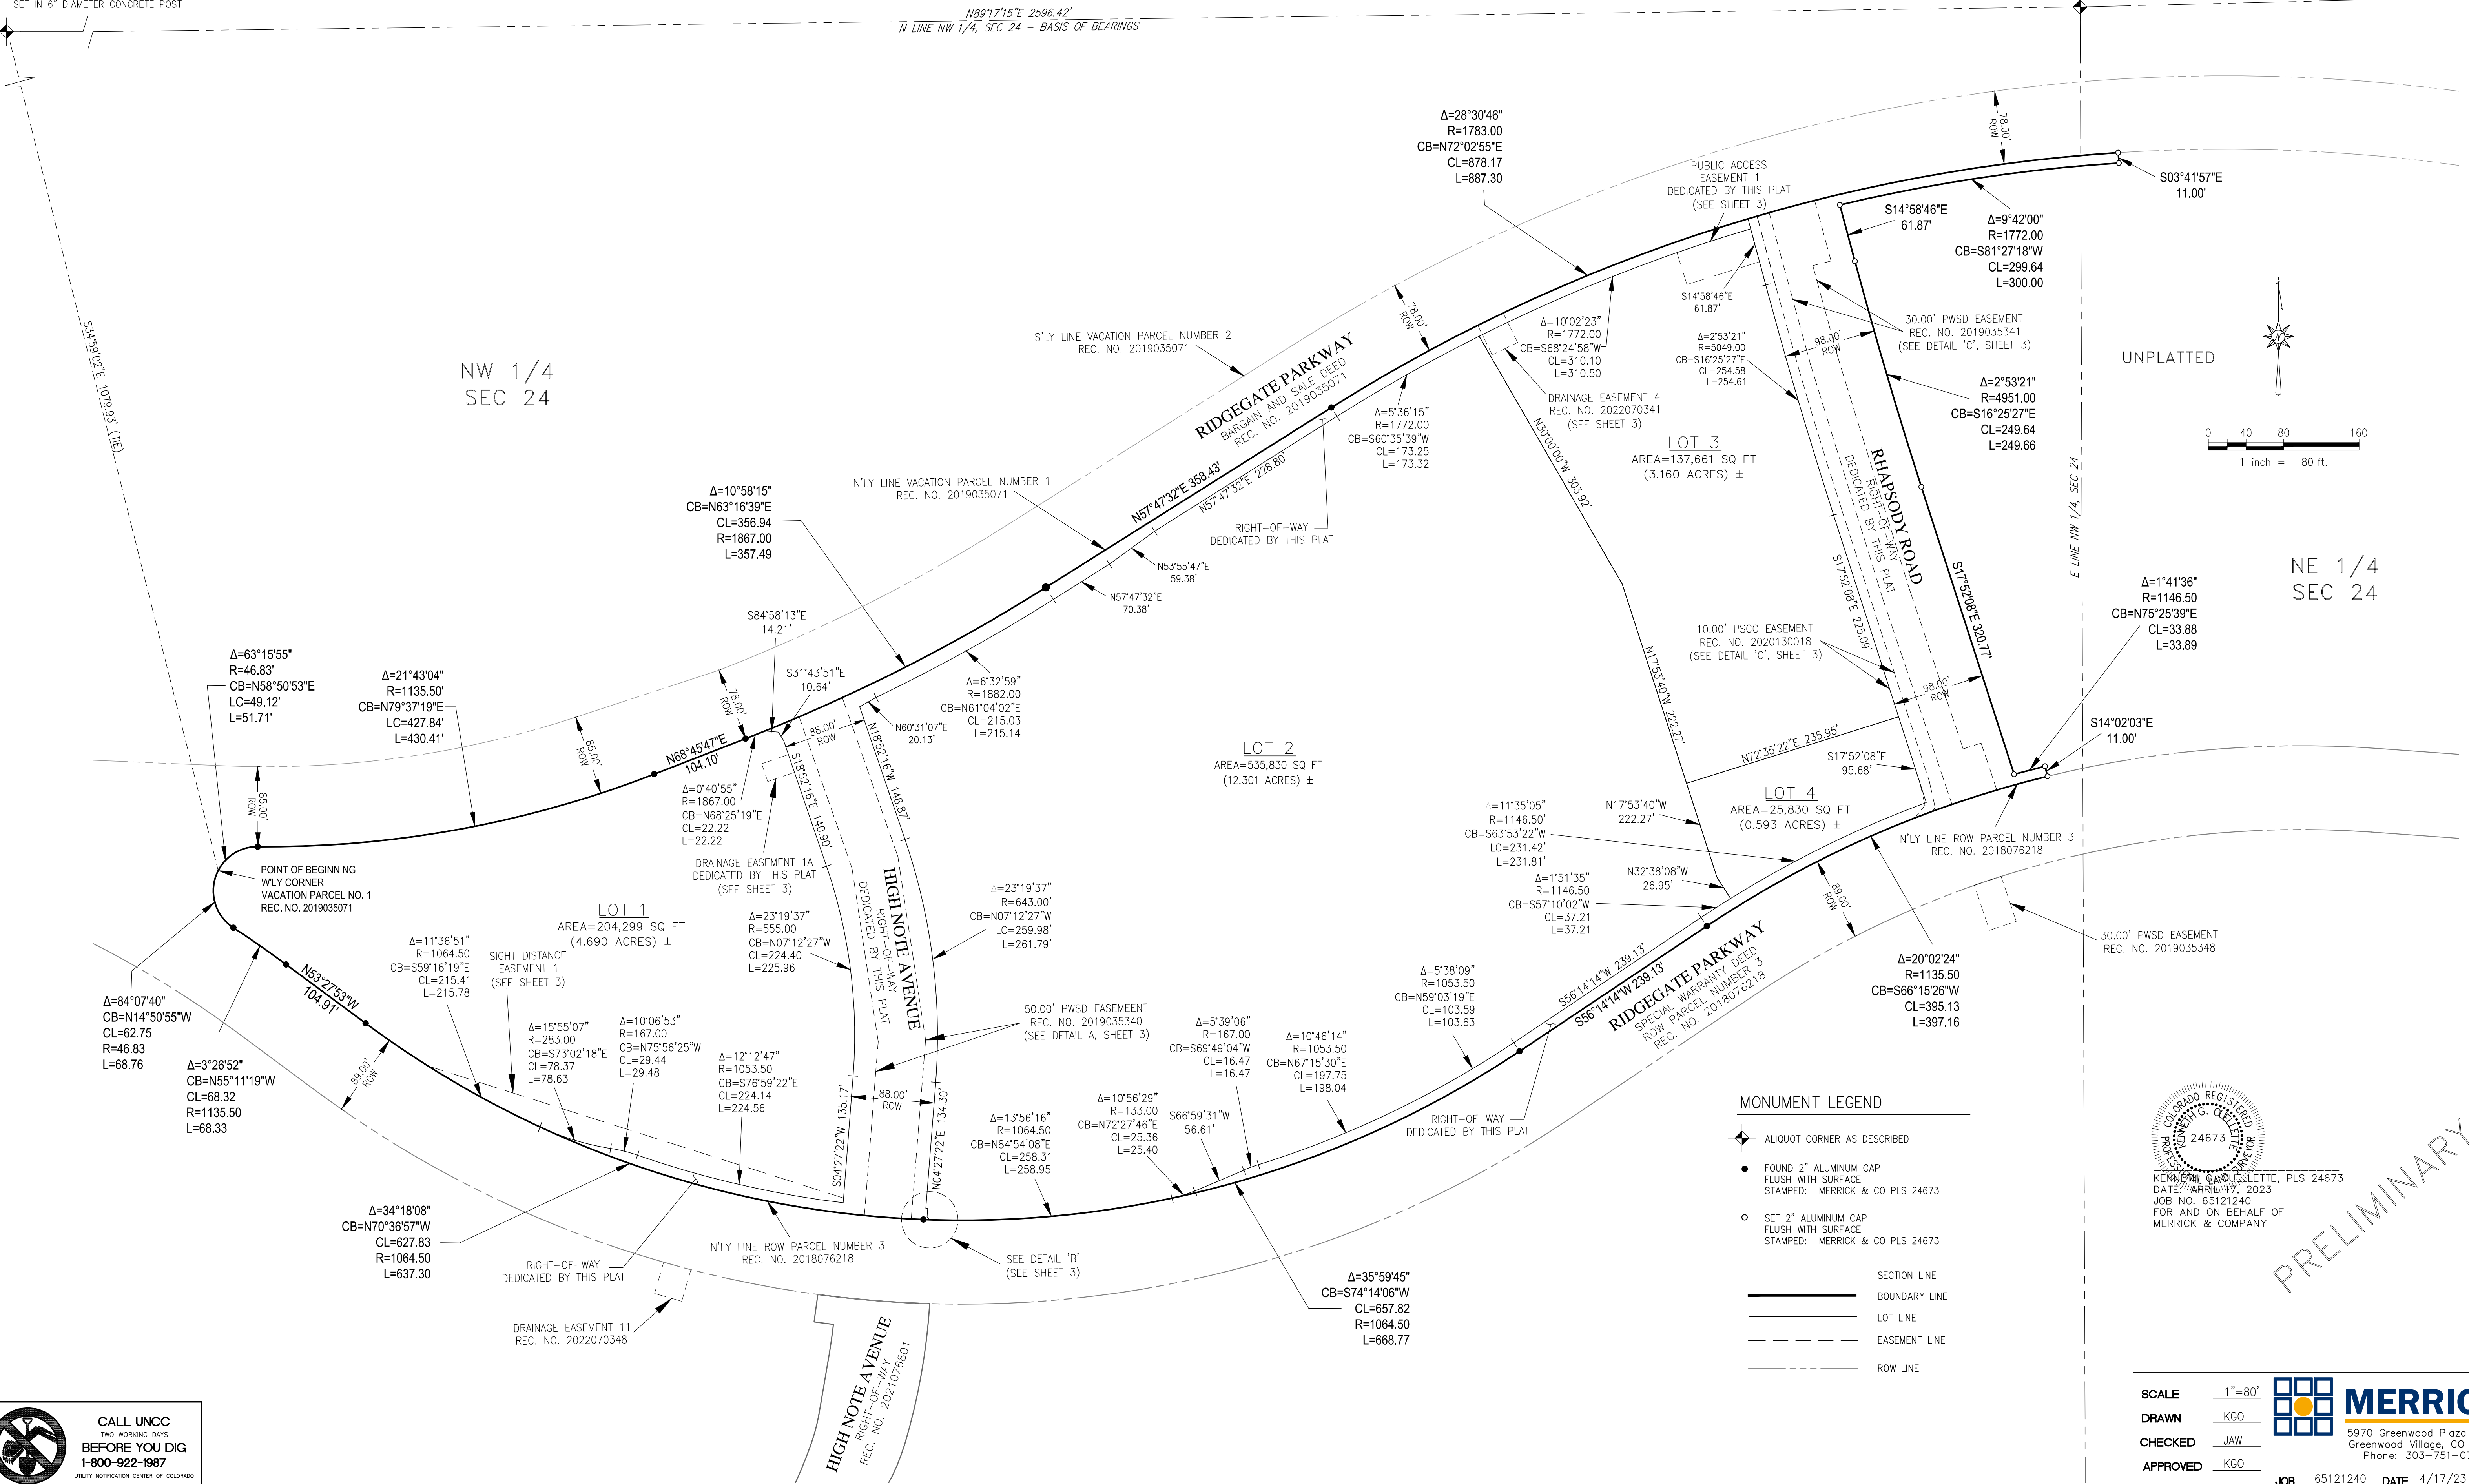 SET IN 6" DIAMETER CONCRETE POST
N89°17'15"E 2596.42'
N LINE NW 1/4, SEC 24 - BASIS OF BEARINGS
S34°59'02"E 1079.93' (TIE)
NW 1/4
SEC 24
Δ=28°30'46"
R=1783.00
CB=N72°02'55"E
CL=878.17
L=887.30
PUBLIC ACCESS
EASEMENT 1
DEDICATED BY THIS PLAT
(SEE SHEET 3)
78.00'
ROW
S03°41'57"E
11.00'
S14°58'46"E
61.87'
Δ=9°42'00"
R=1772.00
CB=S81°27'18"W
CL=299.64
L=300.00
S'LY LINE VACATION PARCEL NUMBER 2
REC. NO. 2019035071
78.00'
ROW
RIDGEGATE PARKWAY
BARGAIN AND SALE DEED
REC. NO. 2019035071
S14°58'46"E
61.87'
Δ=10°02'23"
R=1772.00
CB=S68°24'58"W
CL=310.10
L=310.50
Δ=2°53'21"
R=5049.00
CB=S16°25'27"E
CL=254.58
L=254.61
98.00'
ROW
30.00' PWSD EASEMENT
REC. NO. 2019035341
(SEE DETAIL 'C', SHEET 3)
UNPLATTED
N
0 40 80 160
1 inch = 80 ft.
Δ=2°53'21"
R=4951.00
CB=S16°25'27"E
CL=249.64
L=249.66
DRAINAGE EASEMENT 4
REC. NO. 2022070341
(SEE SHEET 3)
Δ=5°36'15"
R=1772.00
CB=S60°35'39"W
CL=173.25
L=173.32
LOT 3
AREA=137,661 SQ FT
(3.160 ACRES) ±
N30°00'00"W 303.92'
RHAPSODY ROAD
RIGHT-OF-WAY
DEDICATED BY THIS PLAT
E LINE NW 1/4, SEC 24
NE 1/4
SEC 24
N'LY LINE VACATION PARCEL NUMBER 1
REC. NO. 2019035071
N57°47'32"E 358.43'
N57°47'32"E 228.80'
RIGHT-OF-WAY
DEDICATED BY THIS PLAT
N53°55'47"E
59.38'
N57°47'32"E
70.38'
Δ=10°58'15"
CB=N63°16'39"E
CL=356.94
R=1867.00
L=357.49
S17°52'08"E 225.09'
S17°52'08"E 320.77'
Δ=1°41'36"
R=1146.50
CB=N75°25'39"E
CL=33.88
L=33.89
10.00' PSCO EASEMENT
REC. NO. 2020130018
(SEE DETAIL 'C', SHEET 3)
98.00'
ROW
S14°02'03"E
11.00'
Δ=63°15'55"
R=46.83'
CB=N58°50'53"E
LC=49.12'
L=51.71'
Δ=21°43'04"
R=1135.50'
CB=N79°37'19"E
LC=427.84'
L=430.41'
S84°58'13"E
14.21'
S31°43'51"E
10.64'
78.00'
ROW
85.00'
ROW
85.00'
ROW
N68°45'47"E
104.10'
88.00'
ROW
Δ=6°32'59"
R=1882.00
CB=N61°04'02"E
CL=215.03
L=215.14
N60°31'07"E
20.13'
N18°52'16"W 148.87'
S18°52'16"E 140.90'
LOT 2
AREA=535,830 SQ FT
(12.301 ACRES) ±
N17°53'40"W 222.27'
N72°35'22"E 235.95'
S17°52'08"E
95.68'
LOT 4
AREA=25,830 SQ FT
(0.593 ACRES) ±
N17°53'40"W
222.27'
N32°38'08"W
26.95'
N'LY LINE ROW PARCEL NUMBER 3
REC. NO. 2018076218
Δ=0°40'55"
R=1867.00
CB=N68°25'19"E
CL=22.22
L=22.22
DRAINAGE EASEMENT 1A
DEDICATED BY THIS PLAT
(SEE SHEET 3)
POINT OF BEGINNING
W'LY CORNER
VACATION PARCEL NO. 1
REC. NO. 2019035071
Δ=11°35'05"
R=1146.50'
CB=S63°53'22"W
LC=231.42'
L=231.81'
Δ=1°51'35"
R=1146.50
CB=S57°10'02"W
CL=37.21
L=37.21
LOT 1
AREA=204,299 SQ FT
(4.690 ACRES) ±
HIGH NOTE AVENUE
RIGHT-OF-WAY
DEDICATED BY THIS PLAT
Δ=23°19'37"
R=555.00
CB=N07°12'27"W
CL=224.40
L=225.96
Δ=23°19'37"
R=643.00'
CB=N07°12'27"W
LC=259.98'
L=261.79'
89.00'
ROW
30.00' PWSD EASEMENT
REC. NO. 2019035348
Δ=11°36'51"
R=1064.50
CB=S59°16'19"E
CL=215.41
L=215.78
SIGHT DISTANCE
EASEMENT 1
(SEE SHEET 3)
N53°27'53"W
104.91'
Δ=84°07'40"
CB=N14°50'55"W
CL=62.75
R=46.83
L=68.76
Δ=3°26'52"
CB=N55°11'19"W
CL=68.32
R=1135.50
L=68.33
89.00'
ROW
Δ=15°55'07"
R=283.00
CB=S73°02'18"E
CL=78.37
L=78.63
Δ=10°06'53"
R=167.00
CB=N75°56'25"W
CL=29.44
L=29.48
Δ=12°12'47"
R=1053.50
CB=S76°59'22"E
CL=224.14
L=224.56
50.00' PWSD EASEMEENT
REC. NO. 2019035340
(SEE DETAIL A, SHEET 3)
S04°27'22"W 135.17'
88.00'
ROW
N04°27'22"E 134.30'
Δ=13°56'16"
R=1064.50
CB=N84°54'08"E
CL=258.31
L=258.95
Δ=10°56'29"
R=133.00
CB=N72°27'46"E
CL=25.36
L=25.40
S66°59'31"W
56.61'
Δ=5°39'06"
R=167.00
CB=S69°49'04"W
CL=16.47
L=16.47
Δ=10°46'14"
R=1053.50
CB=N67°15'30"E
CL=197.75
L=198.04
Δ=5°38'09"
R=1053.50
CB=N59°03'19"E
CL=103.59
L=103.63
S56°14'14"W 239.13'
S56°14'14"W 239.13'
RIDGEGATE PARKWAY
SPECIAL WARRANTY DEED
ROW PARCEL NUMBER 3
REC. NO. 2018076218
Δ=20°02'24"
R=1135.50
CB=S66°15'26"W
CL=395.13
L=397.16
RIGHT-OF-WAY
DEDICATED BY THIS PLAT
Δ=34°18'08"
CB=N70°36'57"W
CL=627.83
R=1064.50
L=637.30
RIGHT-OF-WAY
DEDICATED BY THIS PLAT
N'LY LINE ROW PARCEL NUMBER 3
REC. NO. 2018076218
SEE DETAIL 'B'
(SEE SHEET 3)
Δ=35°59'45"
CB=S74°14'06"W
CL=657.82
R=1064.50
L=668.77
DRAINAGE EASEMENT 11
REC. NO. 2022070348
HIGH NOTE AVENUE
RIGHT-OF-WAY
REC. NO. 2021076801
MONUMENT LEGEND
ALIQUOT CORNER AS DESCRIBED
FOUND 2" ALUMINUM CAP
FLUSH WITH SURFACE
STAMPED: MERRICK & CO PLS 24673
SET 2" ALUMINUM CAP
FLUSH WITH SURFACE
STAMPED: MERRICK & CO PLS 24673
SECTION LINE
BOUNDARY LINE
LOT LINE
EASEMENT LINE
ROW LINE
COLORADO REGISTERED
KENNETH G. OUELLETTE
24673
PROFESSIONAL LAND SURVEYOR
KENNETH G. OUELLETTE, PLS 24673
DATE: APRIL 17, 2023
JOB NO. 65121240
FOR AND ON BEHALF OF
MERRICK & COMPANY
PRELIMINARY
CALL UNCC
TWO WORKING DAYS
BEFORE YOU DIG
1-800-922-1987
UTILITY NOTIFICATION CENTER OF COLORADO
SCALE 1"=80'
DRAWN KGO
CHECKED JAW
APPROVED KGO
MERRIC
5970 Greenwood Plaza
Greenwood Village, CO
Phone: 303-751-07
JOB 65121240 DATE 4/17/23